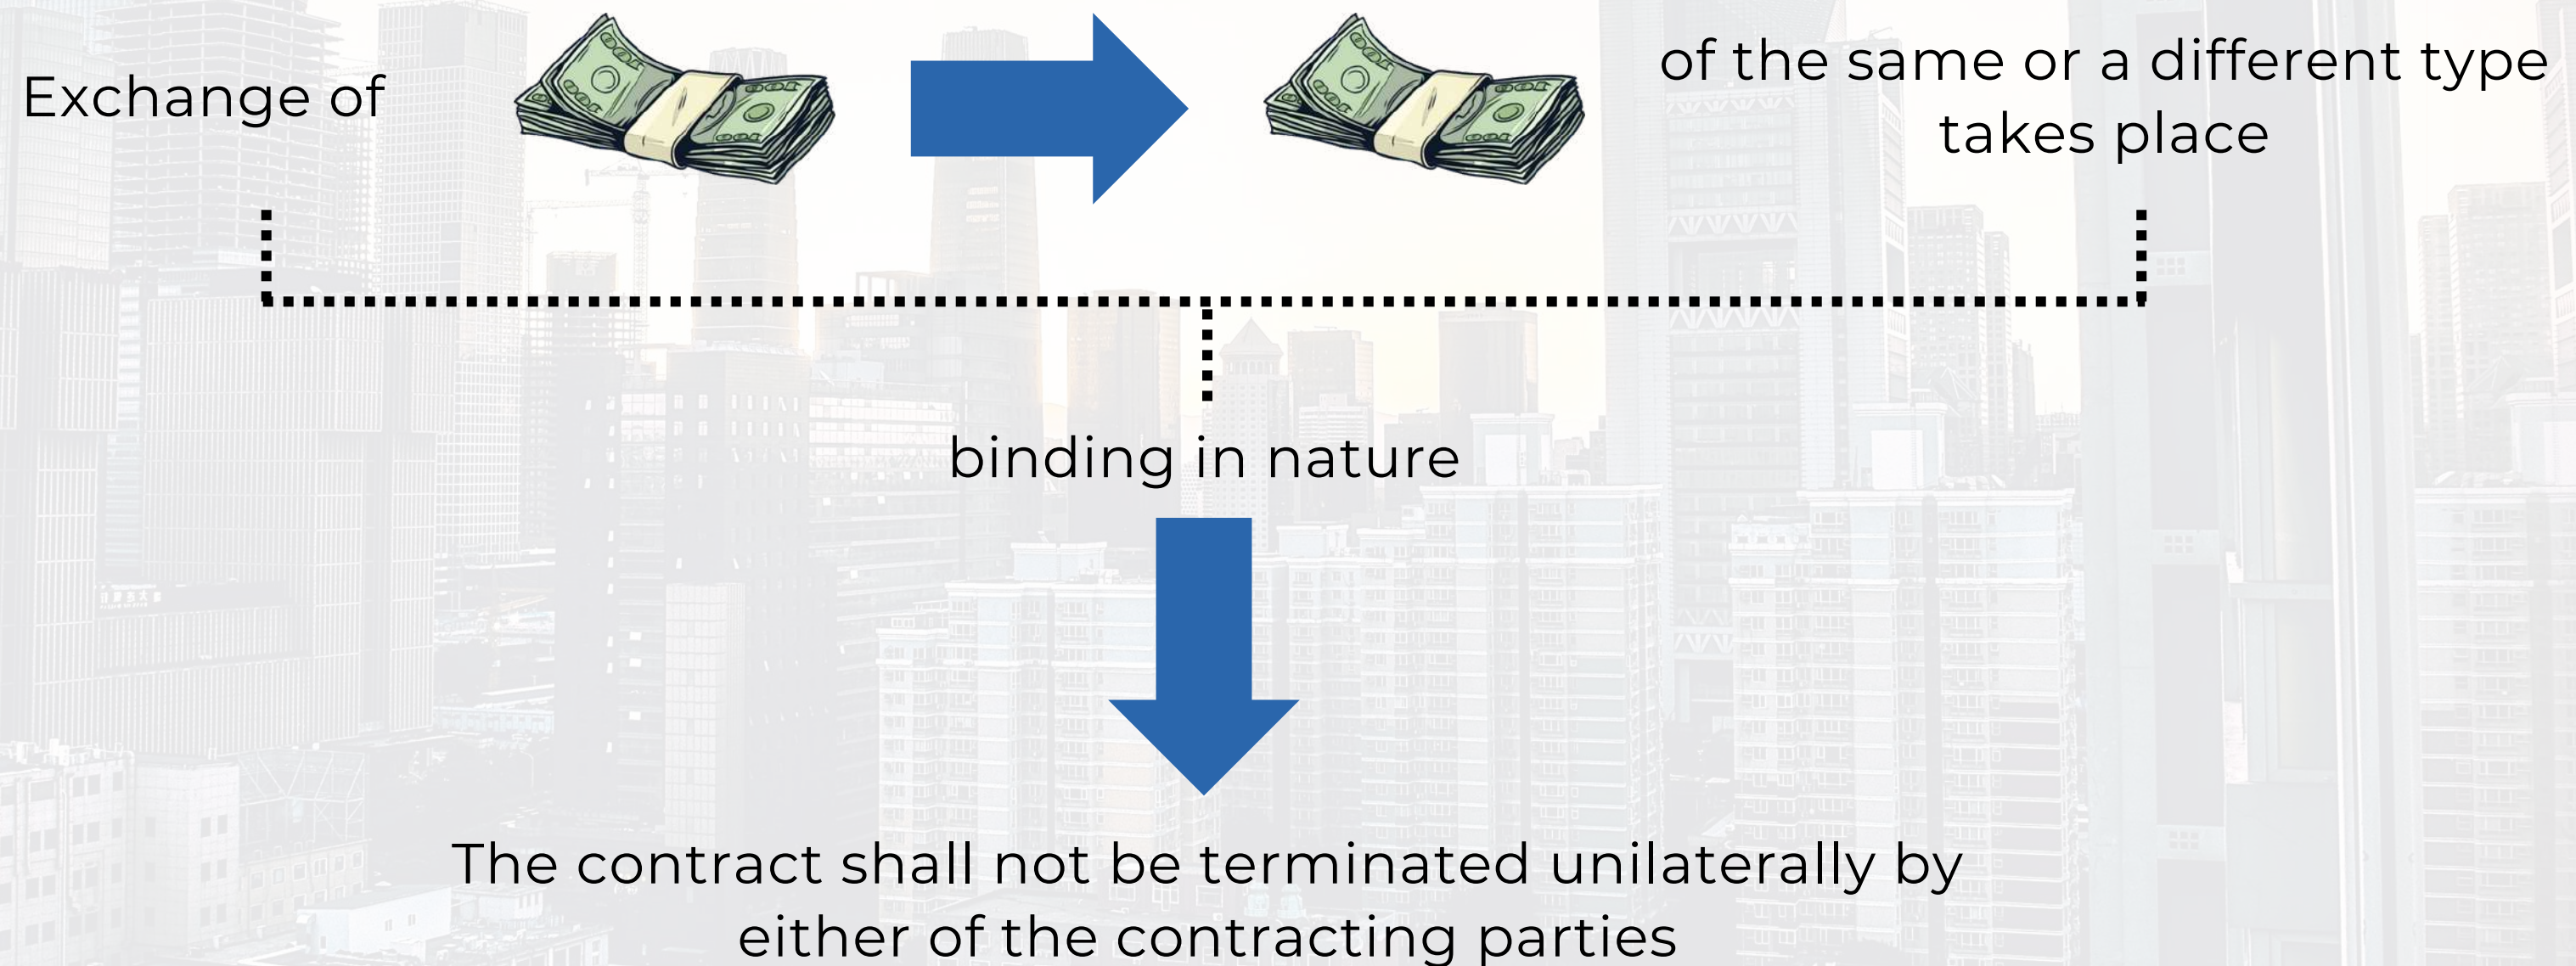 Exchange of
of the same or a different type
takes place
binding in nature
The contract shall not be terminated unilaterally by
either of the contracting parties